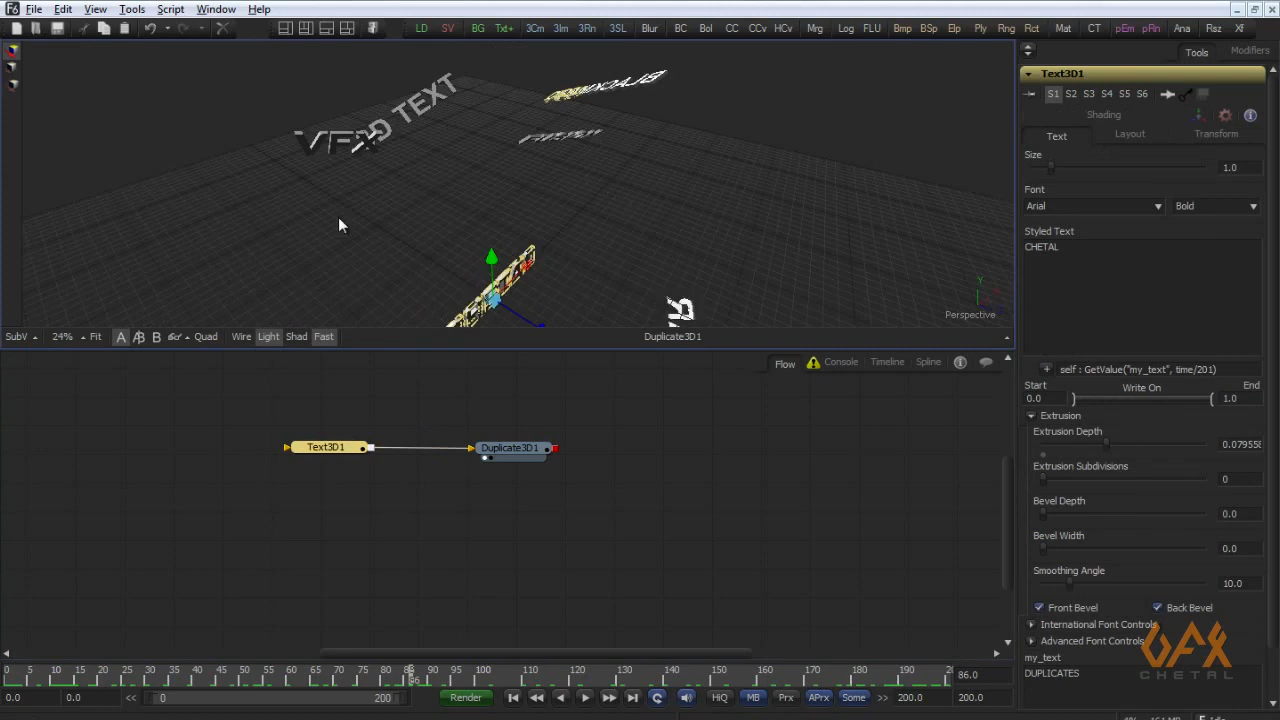 File Edit View Tools Script Window Help
LD SV BG Txt+ 3Cm 3Im 3Rn 3SL Blur BC Bol CC CCv HCv Mrg Log FLU Bmp BSp Elp Ply Rng Rct Mat CT pEm pRn Ana Rsz Xf
Tools Modifiers
Text3D1
S1 S2 S3 S4 S5 S6
Shading
Text Layout Transform
Size
1.0
Font
Arial Bold
Styled Text
CHETAL
VFX
3D TEXT
Perspective
SubV 24% Fit A B Quad Wire Light Shad Fast Duplicate3D1
Flow Console Timeline Spline
self : GetValue("my_text", time/201)
Start Write On End
0.0 1.0
Extrusion
Extrusion Depth
0.079558
Extrusion Subdivisions
0
Bevel Depth
0.0
Bevel Width
0.0
Smoothing Angle
10.0
Front Bevel Back Bevel
International Font Controls
Advanced Font Controls
my_text
DUPLICATES
GFX
CHETAL
Text3D1 Duplicate3D1
0 5 10 15 20 25 30 35 40 45 50 55 60 65 70 75 80 86 90 95 100 110 120 130 140 150 160 170 180 190 86.0
86
0.0 0.0 << 0 200 Render HiQ MB Prx APrx Some >> 200.0 200.0